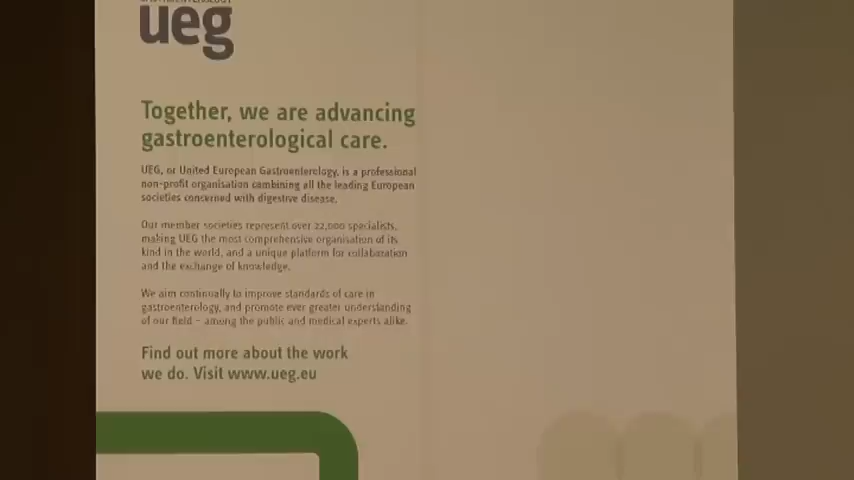 ueg
Together, we are advancing
gastroenterological care.
UEG, or United European Gastroenterology, is a professional
non-profit organisation combining all the leading European
societies concerned with digestive disease.
Our member societies represent over 22,000 specialists,
making UEG the most comprehensive organisation of its
kind in the world, and a unique platform for collaboration
and the exchange of knowledge.
We aim continually to improve standards of care in
gastroenterology, and promote ever greater understanding
of our field – among the public and medical experts alike.
Find out more about the work
we do. Visit www.ueg.eu